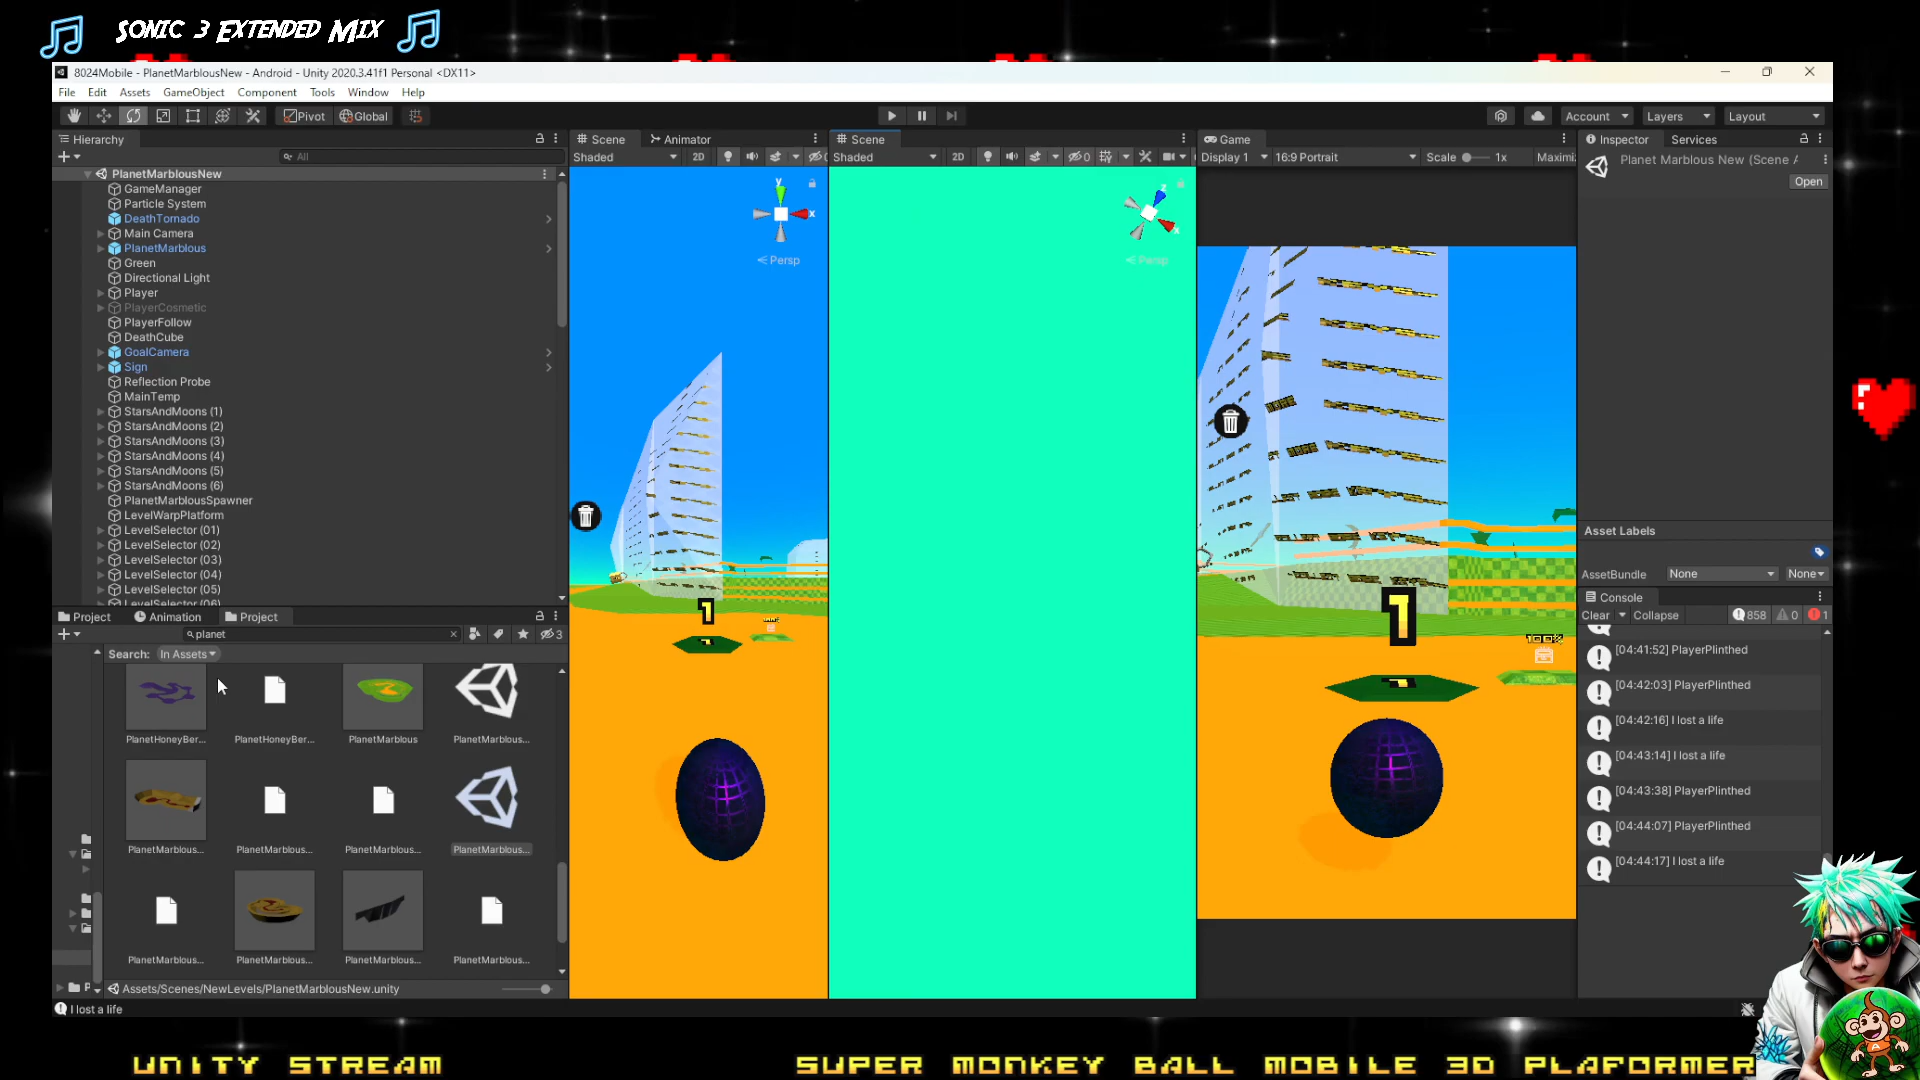 Sonic 3 Extended Mix
8024Mobile - PlanetMarblousNew - Android - Unity 2020.3.41f1 Personal <DX11>
File Edit Assets GameObject Component Tools Window Help
Pivot Global Account Layers Layout
Hierarchy
All
PlanetMarblousNew
GameManager
Particle System
DeathTornado
Main Camera
PlanetMarblous
Green
Directional Light
Player
PlayerCosmetic
PlayerFollow
DeathCube
GoalCamera
Sign
Reflection Probe
MainTemp
StarsAndMoons (1)
StarsAndMoons (2)
StarsAndMoons (3)
StarsAndMoons (4)
StarsAndMoons (5)
StarsAndMoons (6)
PlanetMarblousSpawner
LevelWarpPlatform
LevelSelector (01)
LevelSelector (02)
LevelSelector (03)
LevelSelector (04)
LevelSelector (05)
LevelSelector (06)
Project Animation Project
planet
3
Search: In Assets
PlanetHoneyBer... PlanetHoneyBer... PlanetMarblous PlanetMarblous...
PlanetMarblous... PlanetMarblous... PlanetMarblous... PlanetMarblous...
PlanetMarblous... PlanetMarblous... PlanetMarblous... PlanetMarblous...
Assets/Scenes/NewLevels/PlanetMarblousNew.unity
I lost a life
Scene Animator
Shaded 2D
y
x
Persp
1
Scene
Shaded 2D 0
z
x
Persp
Game
Display 1 16:9 Portrait Scale 1x Maximi
1
100%
Inspector Services
Planet Marblous New (Scene A
Open
Asset Labels
AssetBundle None None
Console
Clear Collapse 858 0 1
[04:41:52] PlayerPlinthed
[04:42:03] PlayerPlinthed
[04:42:16] I lost a life
[04:43:14] I lost a life
[04:43:38] PlayerPlinthed
[04:44:07] PlayerPlinthed
[04:44:17] I lost a life
UNITY STREAM
SUPER MONKEY BALL MOBILE 3D PLAFORMER